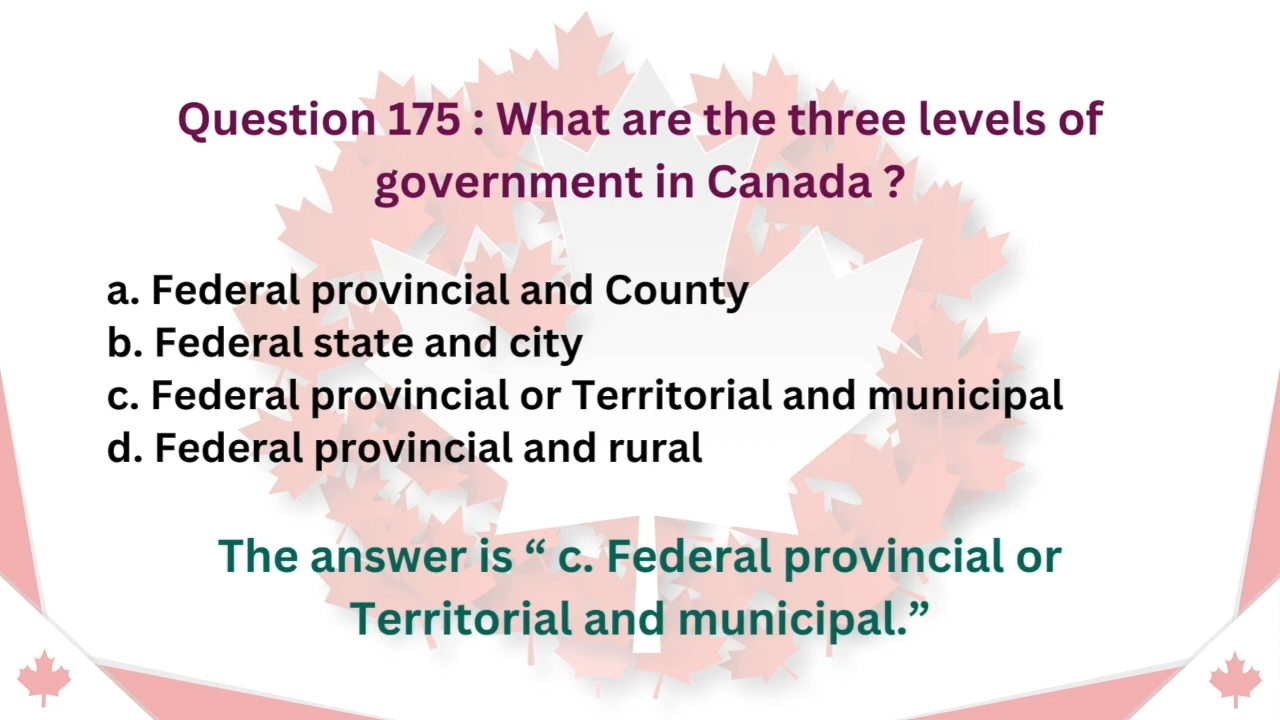 Question 175 : What are the three levels of
government in Canada ?
a. Federal provincial and County
b. Federal state and city
c. Federal provincial or Territorial and municipal
d. Federal provincial and rural
The answer is “ c. Federal provincial or
Territorial and municipal.”